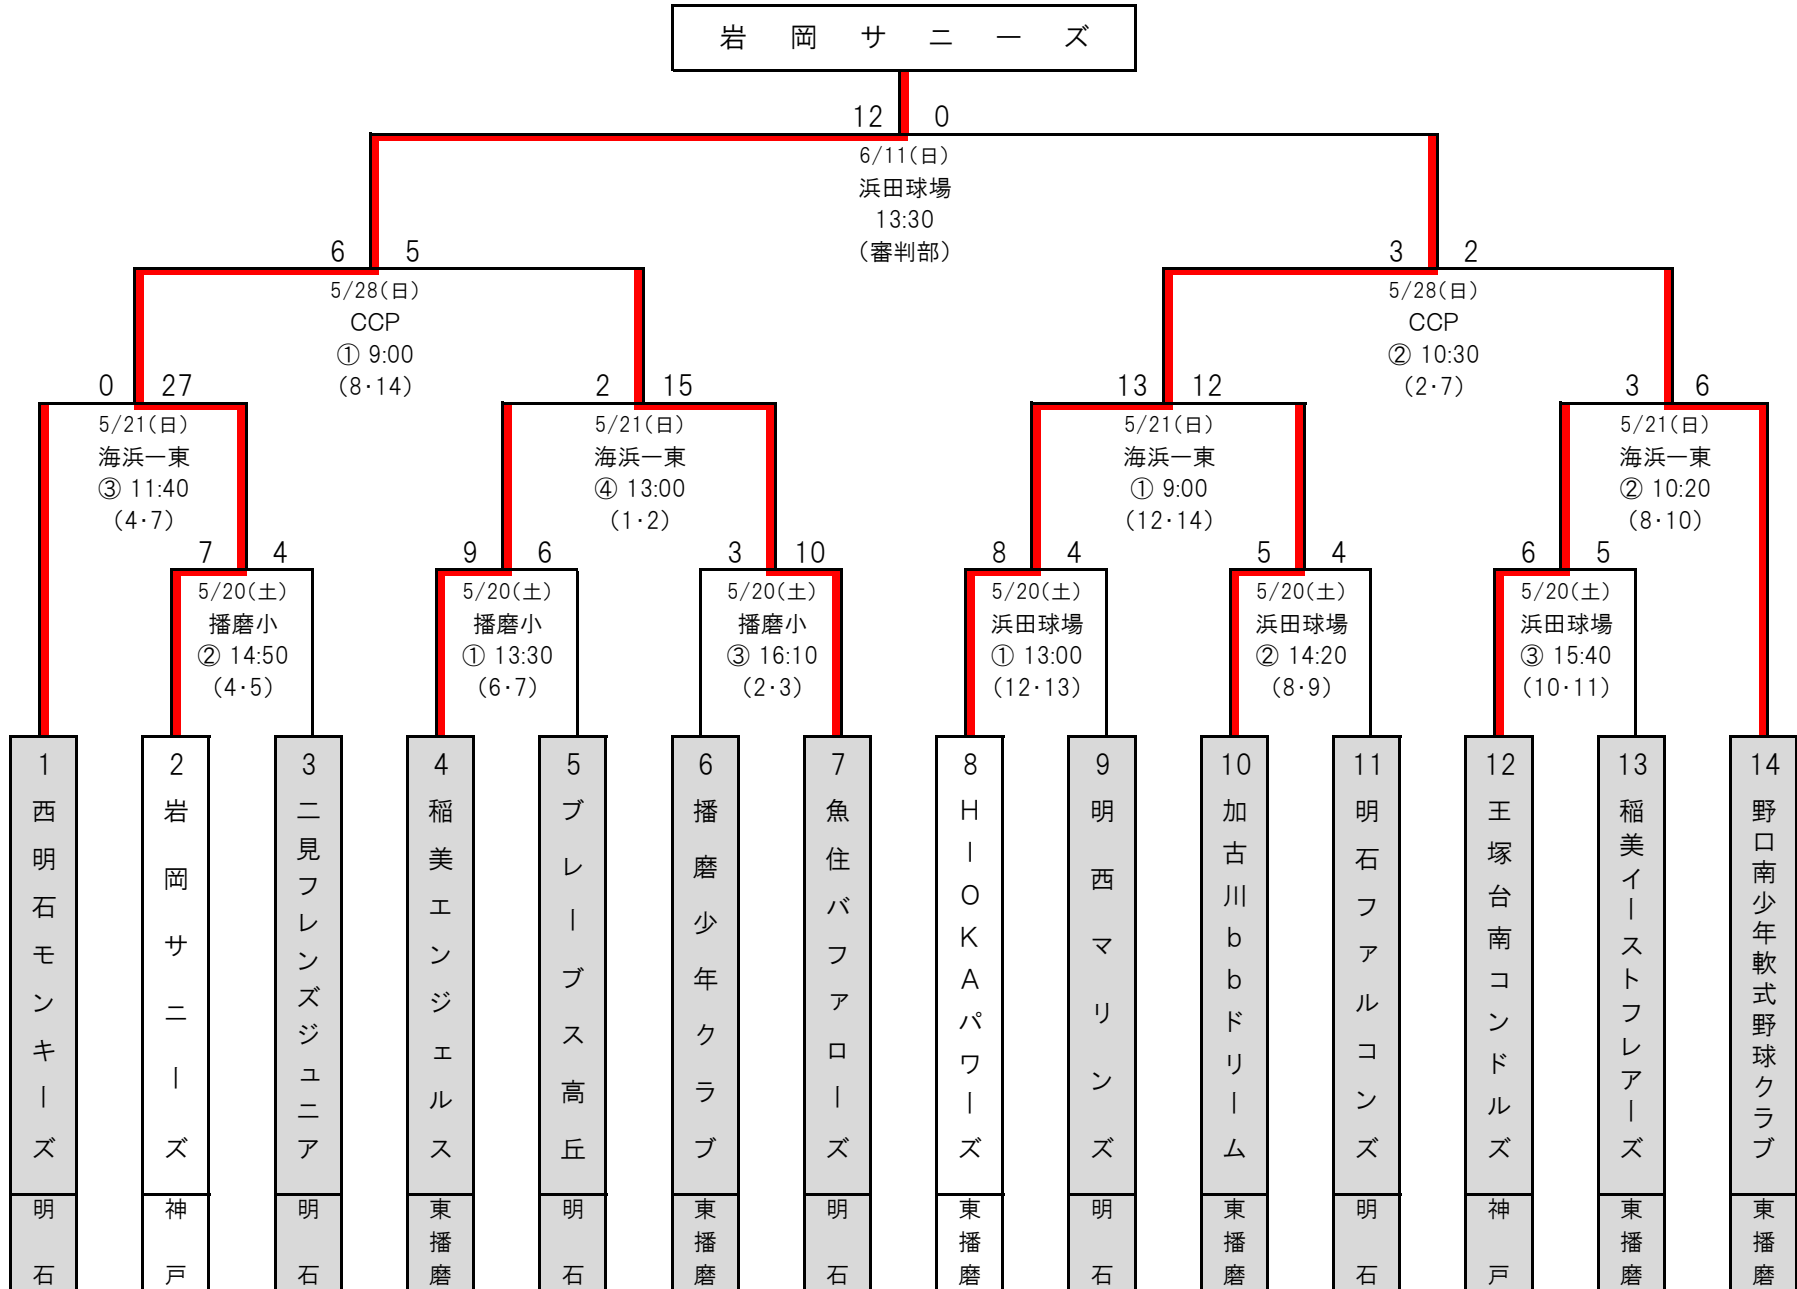 岩岡サニーズ
12 0
6/11(日)
浜田球場
13:30
(審判部)
6 5
3 2
5/28(日)
CCP
① 9:00
(8・14)
5/28(日)
CCP
② 10:30
(2・7)
0 27
2 15
13 12
3 6
5/21(日)
海浜一東
③ 11:40
(4・7)
5/21(日)
海浜一東
④ 13:00
(1・2)
5/21(日)
海浜一東
① 9:00
(12・14)
5/21(日)
海浜一東
② 10:20
(8・10)
7 4
9 6
3 10
8 4
5 4
6 5
5/20(土)
播磨小
② 14:50
(4・5)
5/20(土)
播磨小
① 13:30
(6・7)
5/20(土)
播磨小
③ 16:10
(2・3)
5/20(土)
浜田球場
① 13:00
(12・13)
5/20(土)
浜田球場
② 14:20
(8・9)
5/20(土)
浜田球場
③ 15:40
(10・11)
1
西明石モンキーズ
明石
2
岩岡サニーズ
神戸
3
二見フレンズジュニア
明石
4
稲美エンジェルス
東播磨
5
ブレーブス高丘
明石
6
播磨少年クラブ
東播磨
7
魚住バファローズ
明石
8
HIOKAパワーズ
東播磨
9
明西マリンズ
明石
10
加古川bbドリーム
東播磨
11
明石ファルコンズ
明石
12
王塚台南コンドルズ
神戸
13
稲美イーストフレアーズ
東播磨
14
野口南少年軟式野球クラブ
東播磨